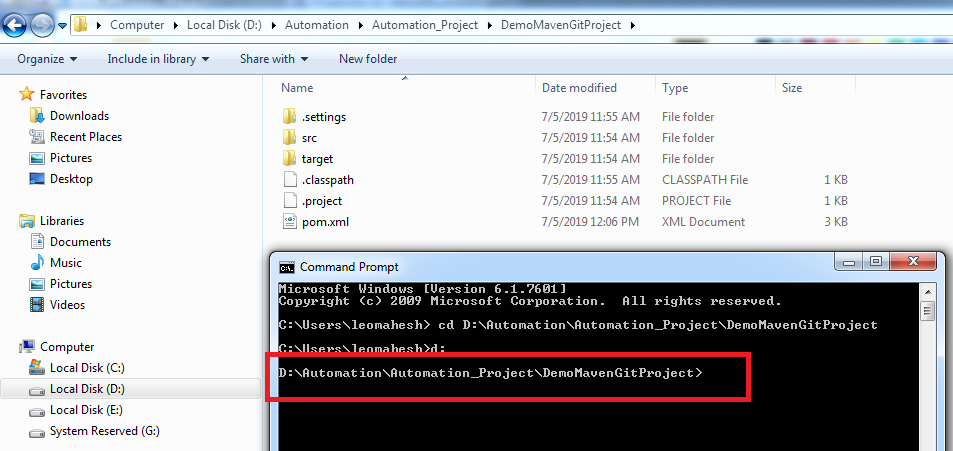 Computer Local Disk (D:) Automation Automation_Project DemoMavenGitProject
Organize Include in library Share with New folder
Favorites
Downloads
Recent Places
Pictures
Desktop
Libraries
Documents
Music
Pictures
Videos
Computer
Local Disk (C:)
Local Disk (D:)
Local Disk (E:)
System Reserved (G:)
Name Date modified Type Size
.settings 7/5/2019 11:55 AM File folder
src 7/5/2019 11:54 AM File folder
target 7/5/2019 11:54 AM File folder
.classpath 7/5/2019 11:55 AM CLASSPATH File 1 KB
.project 7/5/2019 11:54 AM PROJECT File 1 KB
pom.xml 7/5/2019 12:06 PM XML Document 3 KB
C:\. Command Prompt
Microsoft Windows [Version 6.1.7601]
Copyright (c) 2009 Microsoft Corporation.  All rights reserved.
C:\Users\leomahesh> cd D:\Automation\Automation_Project\DemoMavenGitProject
C:\Users\leomahesh>d:
D:\Automation\Automation_Project\DemoMavenGitProject>